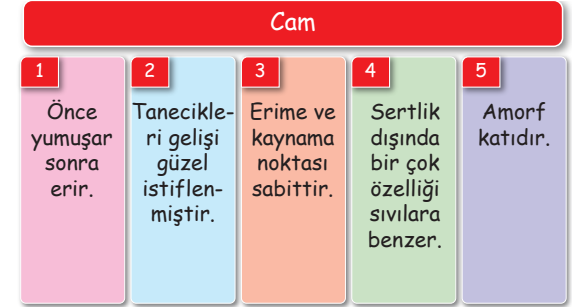 Cam
1
Önce
yumuşar
sonra
erir.
2
Tanecikle-
ri gelişi
güzel
istiflen-
miştir.
3
Erime ve
kaynama
noktası
sabittir.
4
Sertlik
dışında
bir çok
özelliği
sıvılara
benzer.
5
Amorf
katıdır.